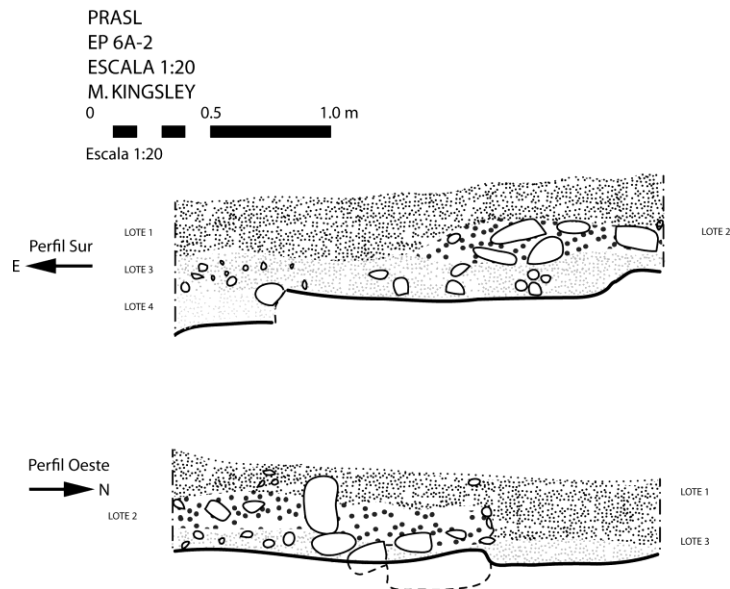 PRASL
EP 6A-2
ESCALA 1:20
M. KINGSLEY
0 0.5 1.0 m
Escala 1:20
LOTE 1
LOTE 2
Perfil Sur
E
LOTE 3
LOTE 4
Perfil Oeste
N
LOTE 1
LOTE 2
LOTE 3